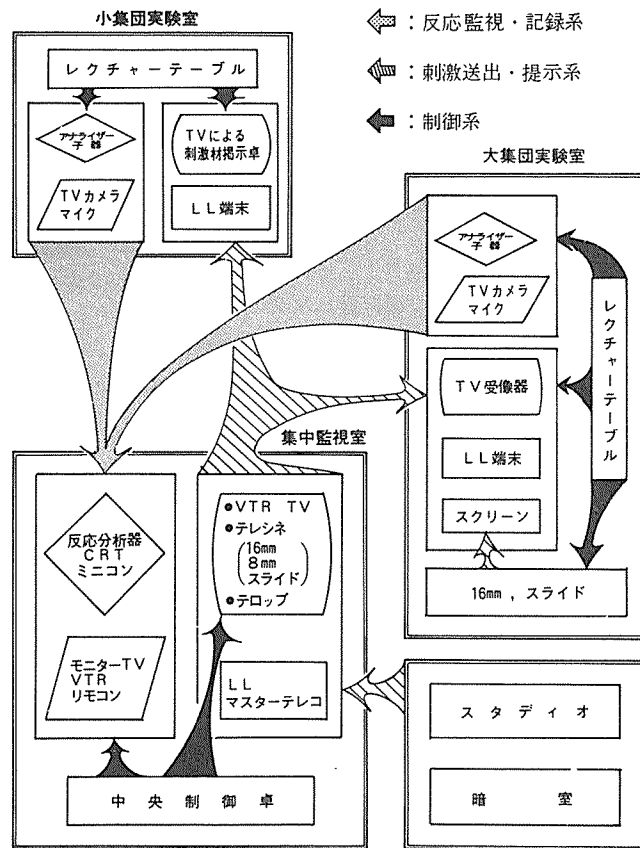 小集団実験室
レクチャーテーブル
アナライザー
子器
TVカメラ
マイク
TVによる
刺激材掲示卓
LL端末
：反応監視・記録系
：刺激送出・提示系
：制御系
大集団実験室
アナライザー
子器
TVカメラ
マイク
レクチャーテーブル
TV受像器
LL端末
スクリーン
16mm，スライド
集中監視室
反応分析器
CRT
ミニコン
モニターTV
VTR
リモコン
VTR TV
テレシネ
(16mm
8mm
スライド)
テロップ
LL
マスターテレコ
中央制御卓
スタディオ
暗室